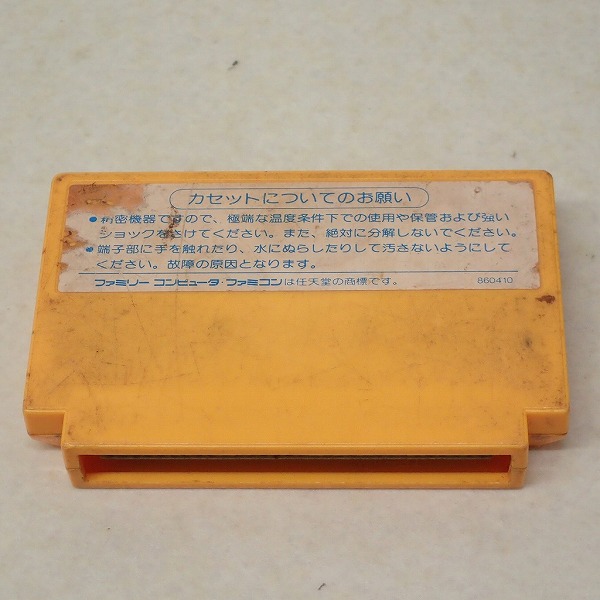 カセットについてのお願い
●精密機器ですので、極端な温度条件下での使用や保管および強い
ショックをさけてください。また、絶対に分解しないでください。
●端子部に手を触れたり、水にぬらしたりして汚さないようにして
ください。故障の原因となります。
ファミリー コンピュータ・ファミコンは任天堂の商標です。 860410